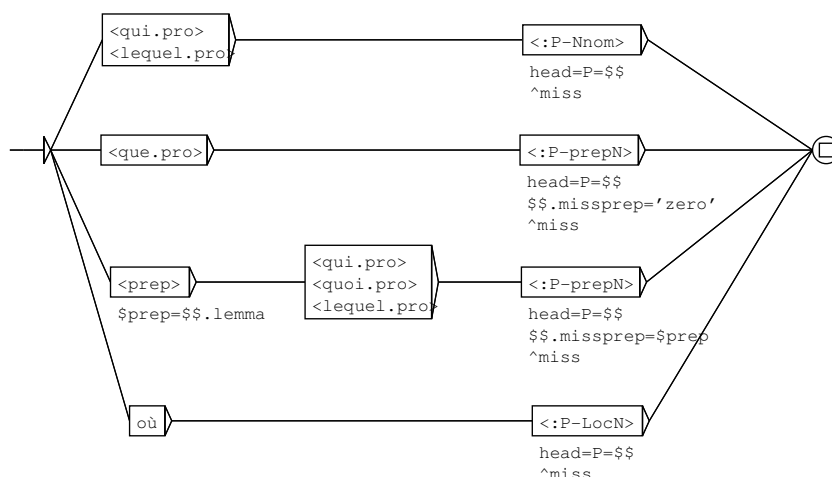 <qui.pro>
<lequel.pro>
<:P-Nnom>
head=P=$$
^miss
<que.pro>
<:P-prepN>
head=P=$$
$$.missprep='zero'
^miss
<prep>
$prep=$$.lemma
<qui.pro>
<quoi.pro>
<lequel.pro>
<:P-prepN>
head=P=$$
$$.missprep=$prep
^miss
où
<:P-LocN>
head=P=$$
^miss